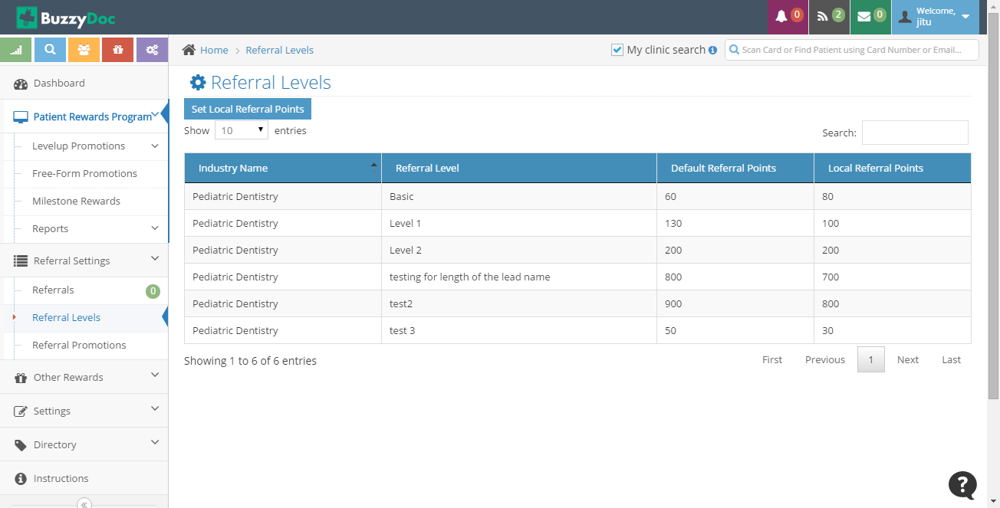 BuzzyDoc
0
2
0
Welcome,
jitu
Home
Referral Levels
My clinic search
Scan Card or Find Patient using Card Number or Email...
Dashboard
Patient Rewards Program
Levelup Promotions
Free-Form Promotions
Milestone Rewards
Reports
Referral Settings
Referrals 0
Referral Levels
Referral Promotions
Other Rewards
Settings
Directory
Instructions
Referral Levels
Set Local Referral Points
Show 10 entries
Search:
Industry Name Referral Level Default Referral Points Local Referral Points
Pediatric Dentistry Basic 60 80
Pediatric Dentistry Level 1 130 100
Pediatric Dentistry Level 2 200 200
Pediatric Dentistry testing for length of the lead name 800 700
Pediatric Dentistry test2 900 800
Pediatric Dentistry test 3 50 30
Showing 1 to 6 of 6 entries
First Previous 1 Next Last
?